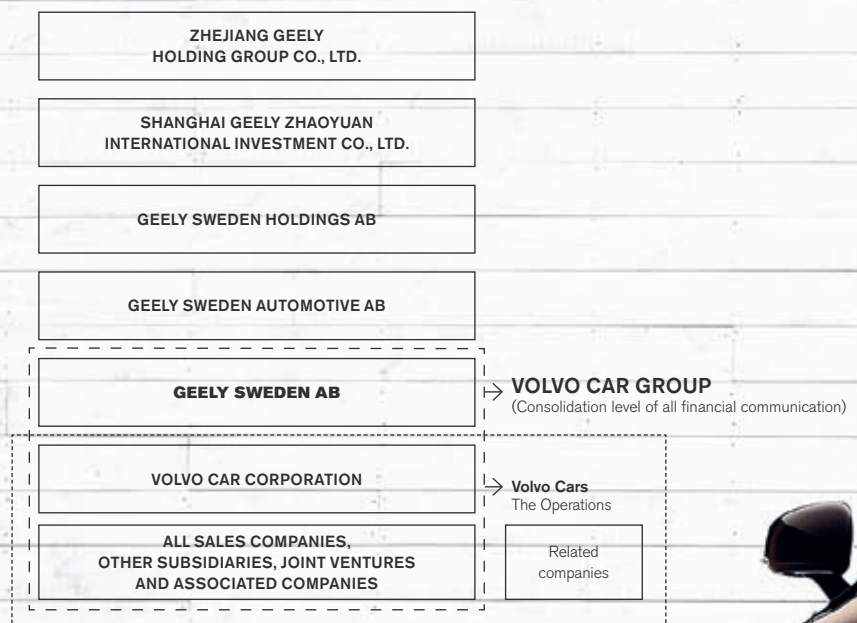 ZHEJIANG GEELY
HOLDING GROUP CO., LTD.
SHANGHAI GEELY ZHAOYUAN
INTERNATIONAL INVESTMENT CO., LTD.
GEELY SWEDEN HOLDINGS AB
GEELY SWEDEN AUTOMOTIVE AB
GEELY SWEDEN AB
VOLVO CAR GROUP
(Consolidation level of all financial communication)
VOLVO CAR CORPORATION
Volvo Cars
The Operations
ALL SALES COMPANIES,
OTHER SUBSIDIARIES, JOINT VENTURES
AND ASSOCIATED COMPANIES
Related
companies